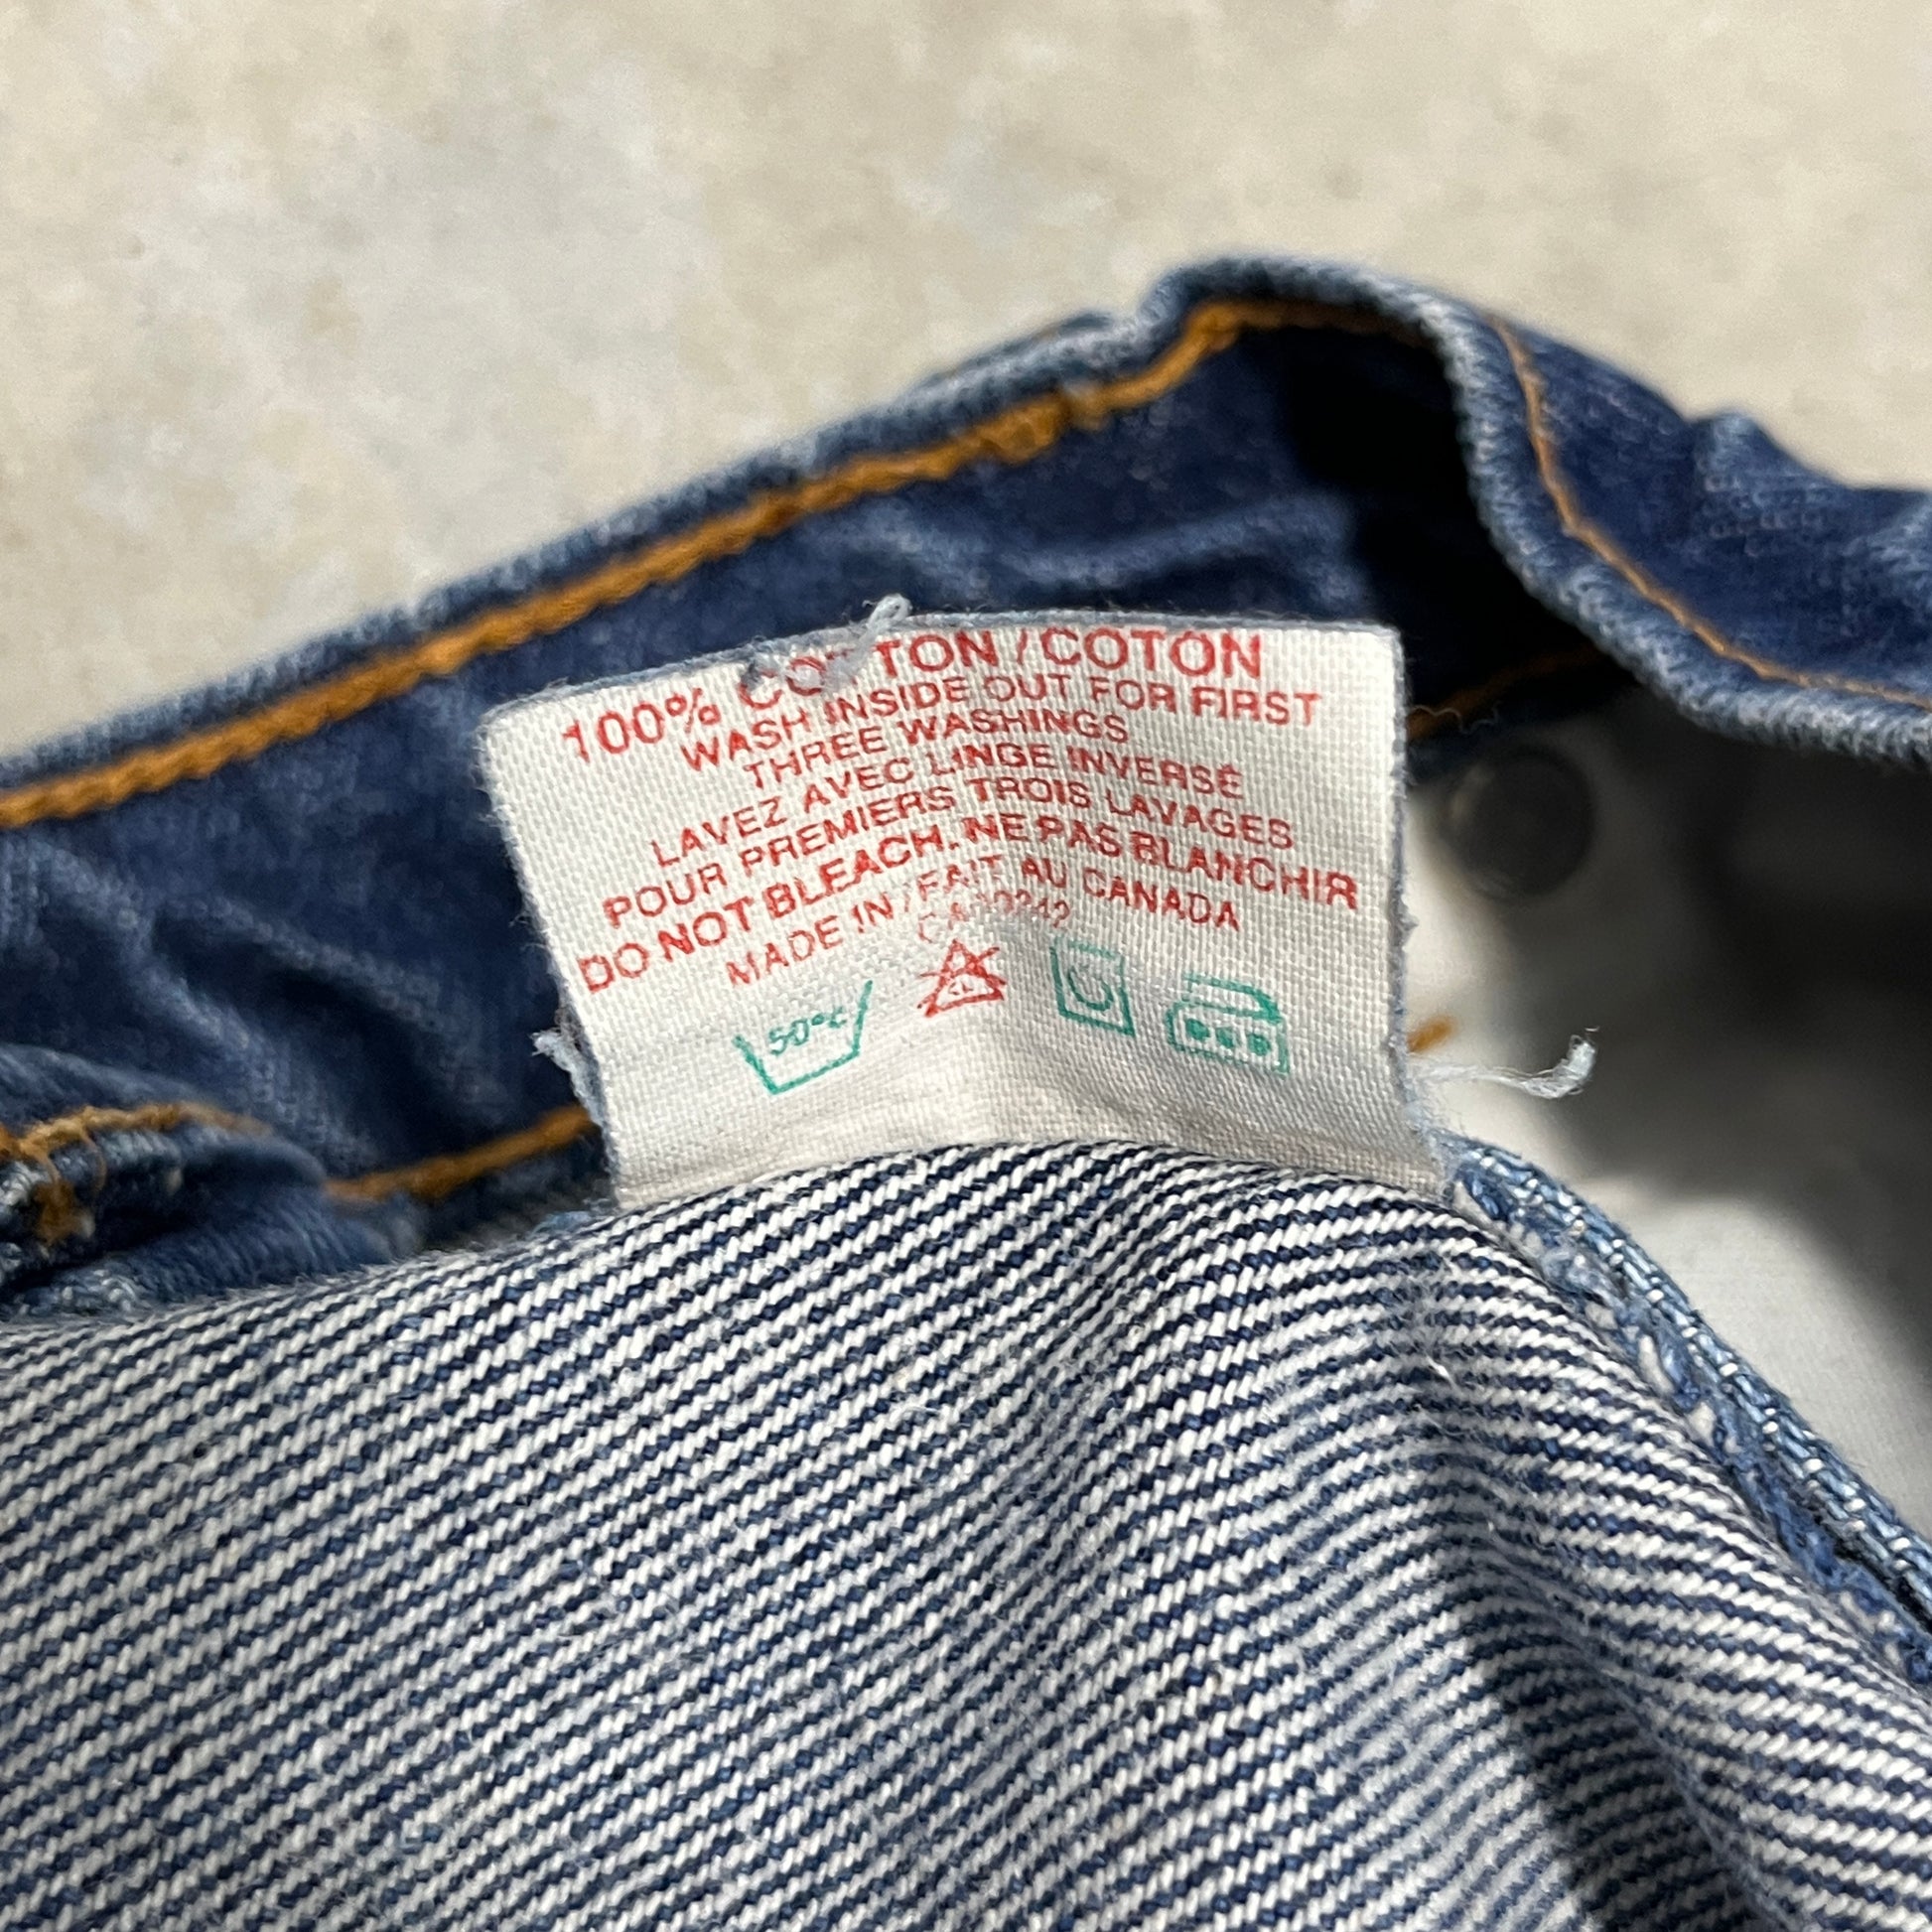 100% COTTON / COTON
WASH INSIDE OUT FOR FIRST
THREE WASHINGS
LAVEZ AVEC LINGE INVERSÉ
POUR PREMIERS TROIS LAVAGES
DO NOT BLEACH. NE PAS BLANCHIR
MADE IN / FAIT AU CANADA
50°C